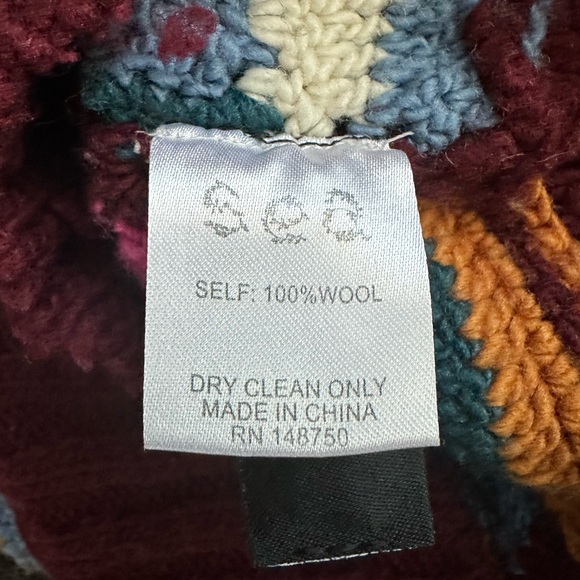 Sea
SELF: 100%WOOL
DRY CLEAN ONLY
MADE IN CHINA
RN 148750